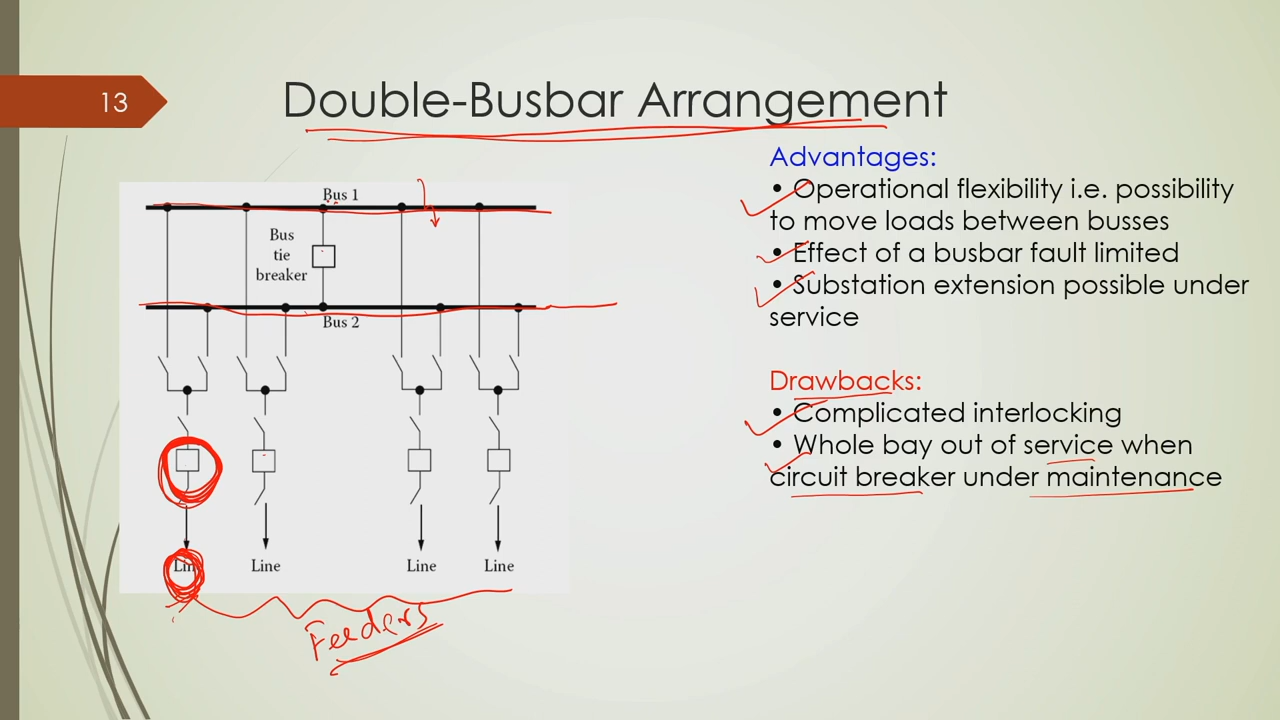 13
Double-Busbar Arrangement
Bus 1
Bus
tie
breaker
Bus 2
Line
Line
Line
Line
Feeders
Advantages:
• Operational flexibility i.e. possibility
to move loads between busses
• Effect of a busbar fault limited
• Substation extension possible under
service
Drawbacks:
• Complicated interlocking
• Whole bay out of service when
circuit breaker under maintenance